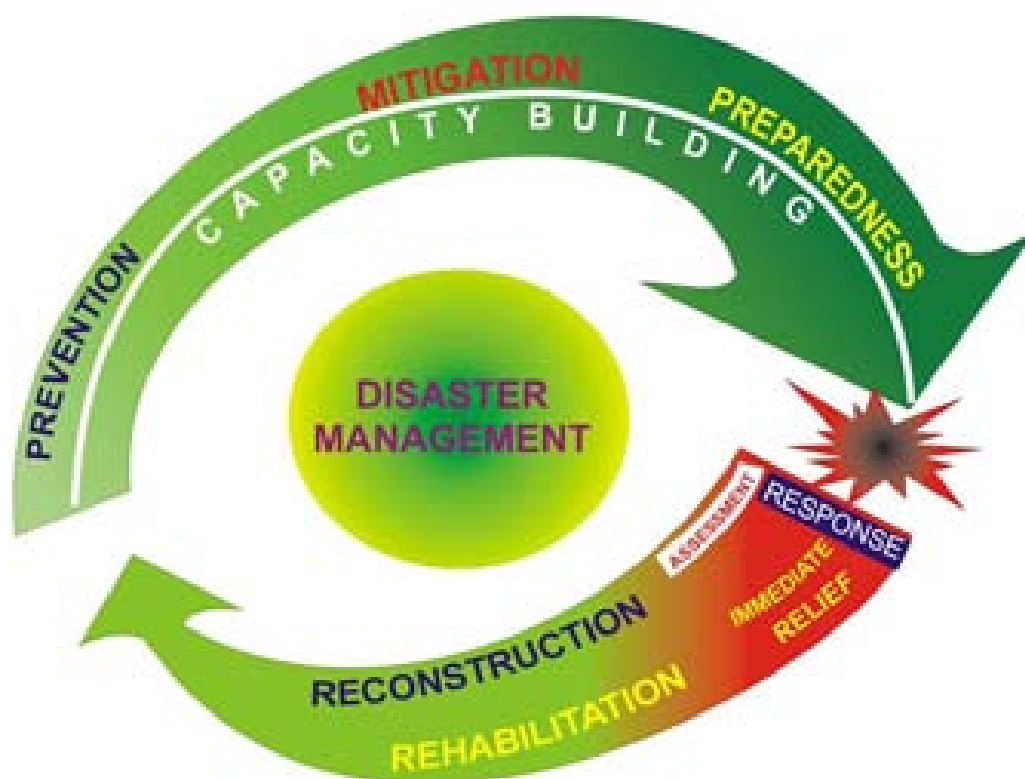 PREVENTION
MITIGATION
PREPAREDNESS
CAPACITY BUILDING
DISASTER
MANAGEMENT
RESPONSE
ASSESSMENT
IMMEDIATE
RELIEF
RECONSTRUCTION
REHABILITATION